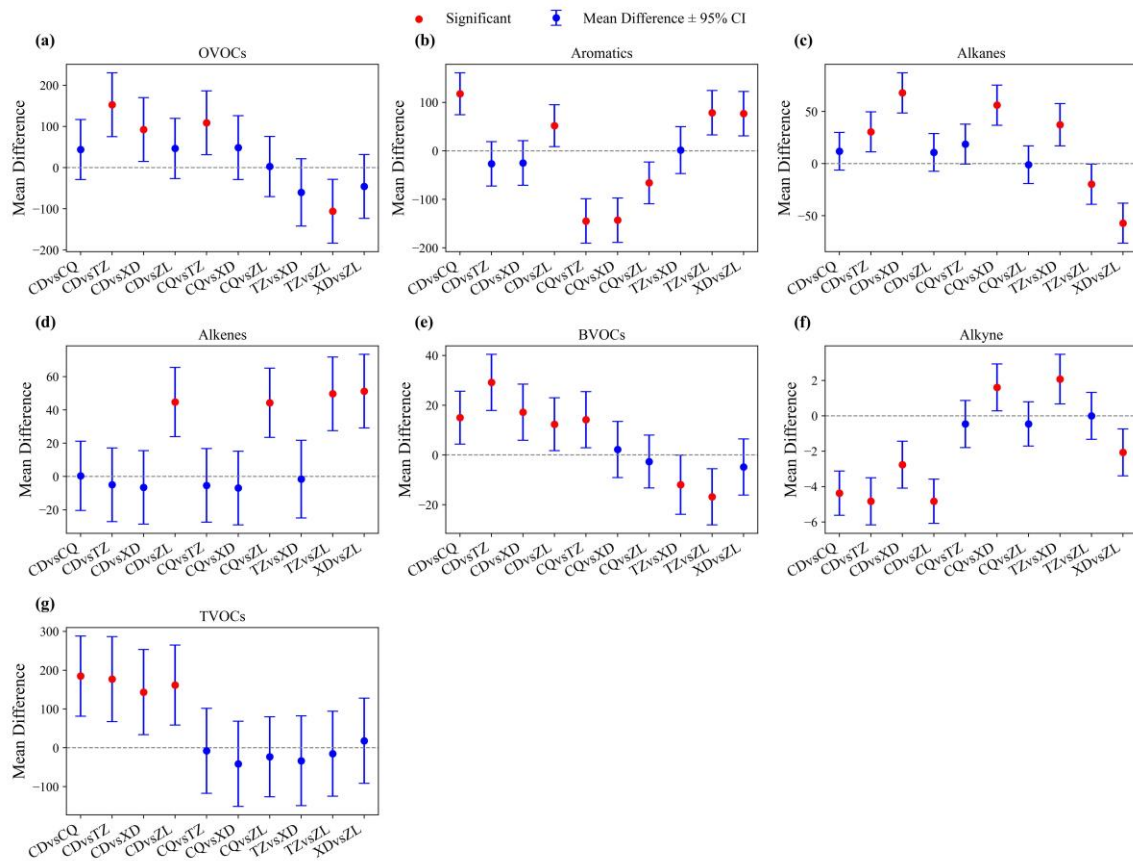 Significant Mean Difference ± 95% CI
(a) (b) (c)
OVOCs Aromatics Alkanes
Mean Difference
200
100
0
−100
−200
CDvsCQ CDvsTZ CDvsXD CDvsZL CQvsTZ CQvsXD CQvsZL TZvsXD TZvsZL XDvsZL
Mean Difference
100
0
−100
−200
CDvsCQ CDvsTZ CDvsXD CDvsZL CQvsTZ CQvsXD CQvsZL TZvsXD TZvsZL XDvsZL
Mean Difference
50
0
−50
CDvsCQ CDvsTZ CDvsXD CDvsZL CQvsTZ CQvsXD CQvsZL TZvsXD TZvsZL XDvsZL
(d) (e) (f)
Alkenes BVOCs Alkyne
Mean Difference
60
40
20
0
−20
CDvsCQ CDvsTZ CDvsXD CDvsZL CQvsTZ CQvsXD CQvsZL TZvsXD TZvsZL XDvsZL
Mean Difference
40
20
0
−20
CDvsCQ CDvsTZ CDvsXD CDvsZL CQvsTZ CQvsXD CQvsZL TZvsXD TZvsZL XDvsZL
Mean Difference
2
0
−2
−4
−6
CDvsCQ CDvsTZ CDvsXD CDvsZL CQvsTZ CQvsXD CQvsZL TZvsXD TZvsZL XDvsZL
(g)
TVOCs
Mean Difference
300
200
100
0
−100
CDvsCQ CDvsTZ CDvsXD CDvsZL CQvsTZ CQvsXD CQvsZL TZvsXD TZvsZL XDvsZL